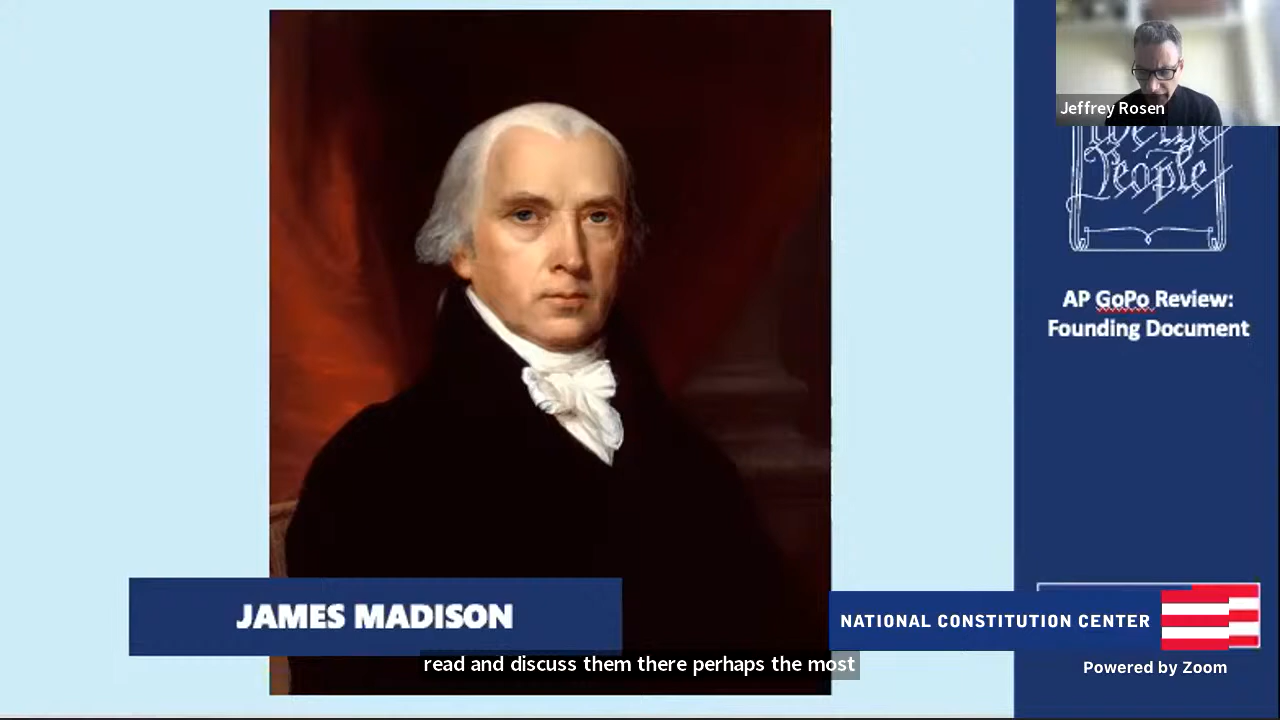 Jeffrey Rosen
We the
People
AP GoPo Review:
Founding Document
JAMES MADISON
NATIONAL CONSTITUTION CENTER
read and discuss them there perhaps the most
Powered by Zoom